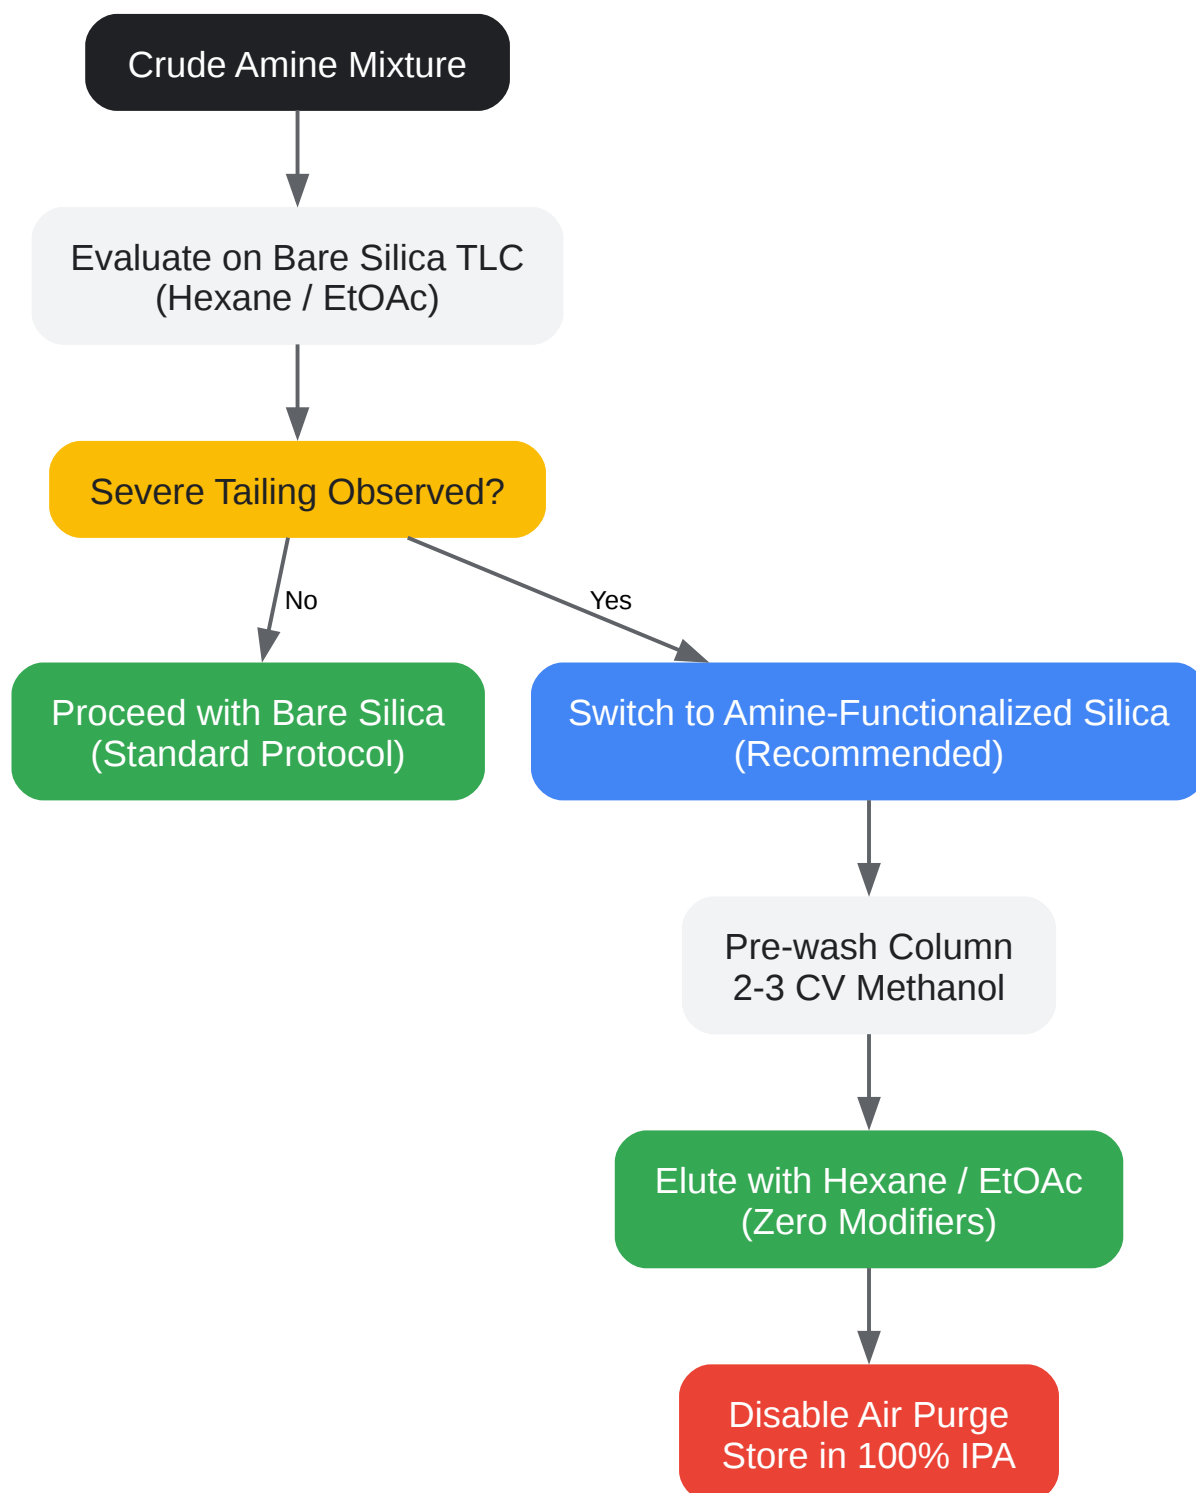 Crude Amine Mixture
Evaluate on Bare Silica TLC
(Hexane / EtOAc)
Severe Tailing Observed?
No
Yes
Proceed with Bare Silica
(Standard Protocol)
Switch to Amine-Functionalized Silica
(Recommended)
Pre-wash Column
2-3 CV Methanol
Elute with Hexane / EtOAc
(Zero Modifiers)
Disable Air Purge
Store in 100% IPA